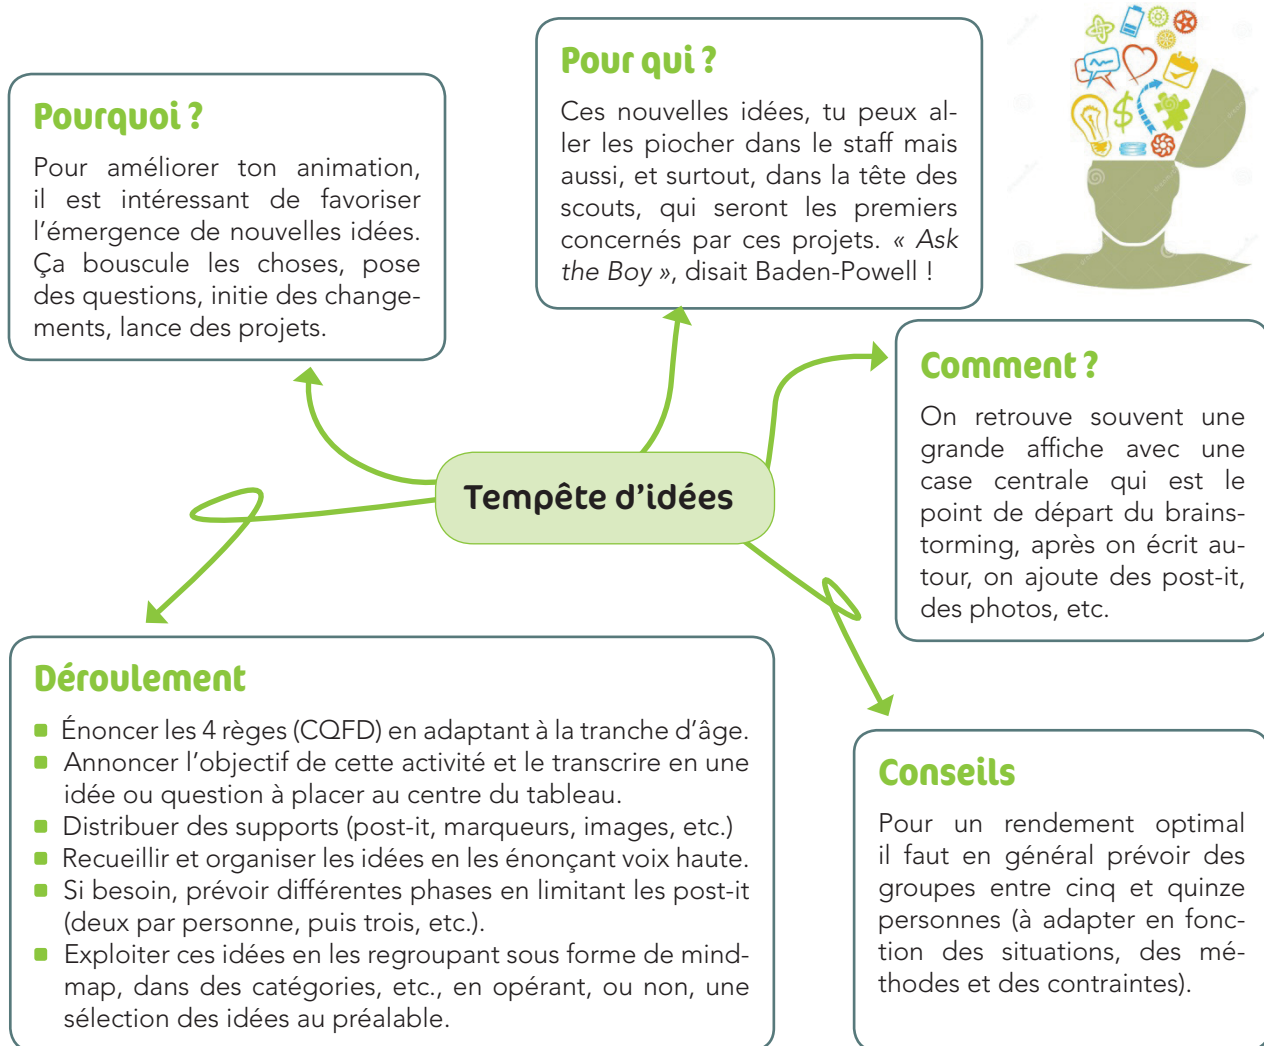 Pourquoi ?
Pour améliorer ton animation,
il est intéressant de favoriser
l'émergence de nouvelles idées.
Ça bouscule les choses, pose
des questions, initie des change-
ments, lance des projets.
Pour qui ?
Ces nouvelles idées, tu peux al-
ler les piocher dans le staff mais
aussi, et surtout, dans la tête des
scouts, qui seront les premiers
concernés par ces projets. « Ask
the Boy », disait Baden-Powell !
Comment ?
On retrouve souvent une
grande affiche avec une
case centrale qui est le
point de départ du brains-
torming, après on écrit au-
tour, on ajoute des post-it,
des photos, etc.
Tempête d'idées
Déroulement
Énoncer les 4 règes (CQFD) en adaptant à la tranche d'âge.
Annoncer l'objectif de cette activité et le transcrire en une
idée ou question à placer au centre du tableau.
Distribuer des supports (post-it, marqueurs, images, etc.)
Recueillir et organiser les idées en les énonçant voix haute.
Si besoin, prévoir différentes phases en limitant les post-it
(deux par personne, puis trois, etc.).
Exploiter ces idées en les regroupant sous forme de mind-
map, dans des catégories, etc., en opérant, ou non, une
sélection des idées au préalable.
Conseils
Pour un rendement optimal
il faut en général prévoir des
groupes entre cinq et quinze
personnes (à adapter en fonc-
tion des situations, des mé-
thodes et des contraintes).